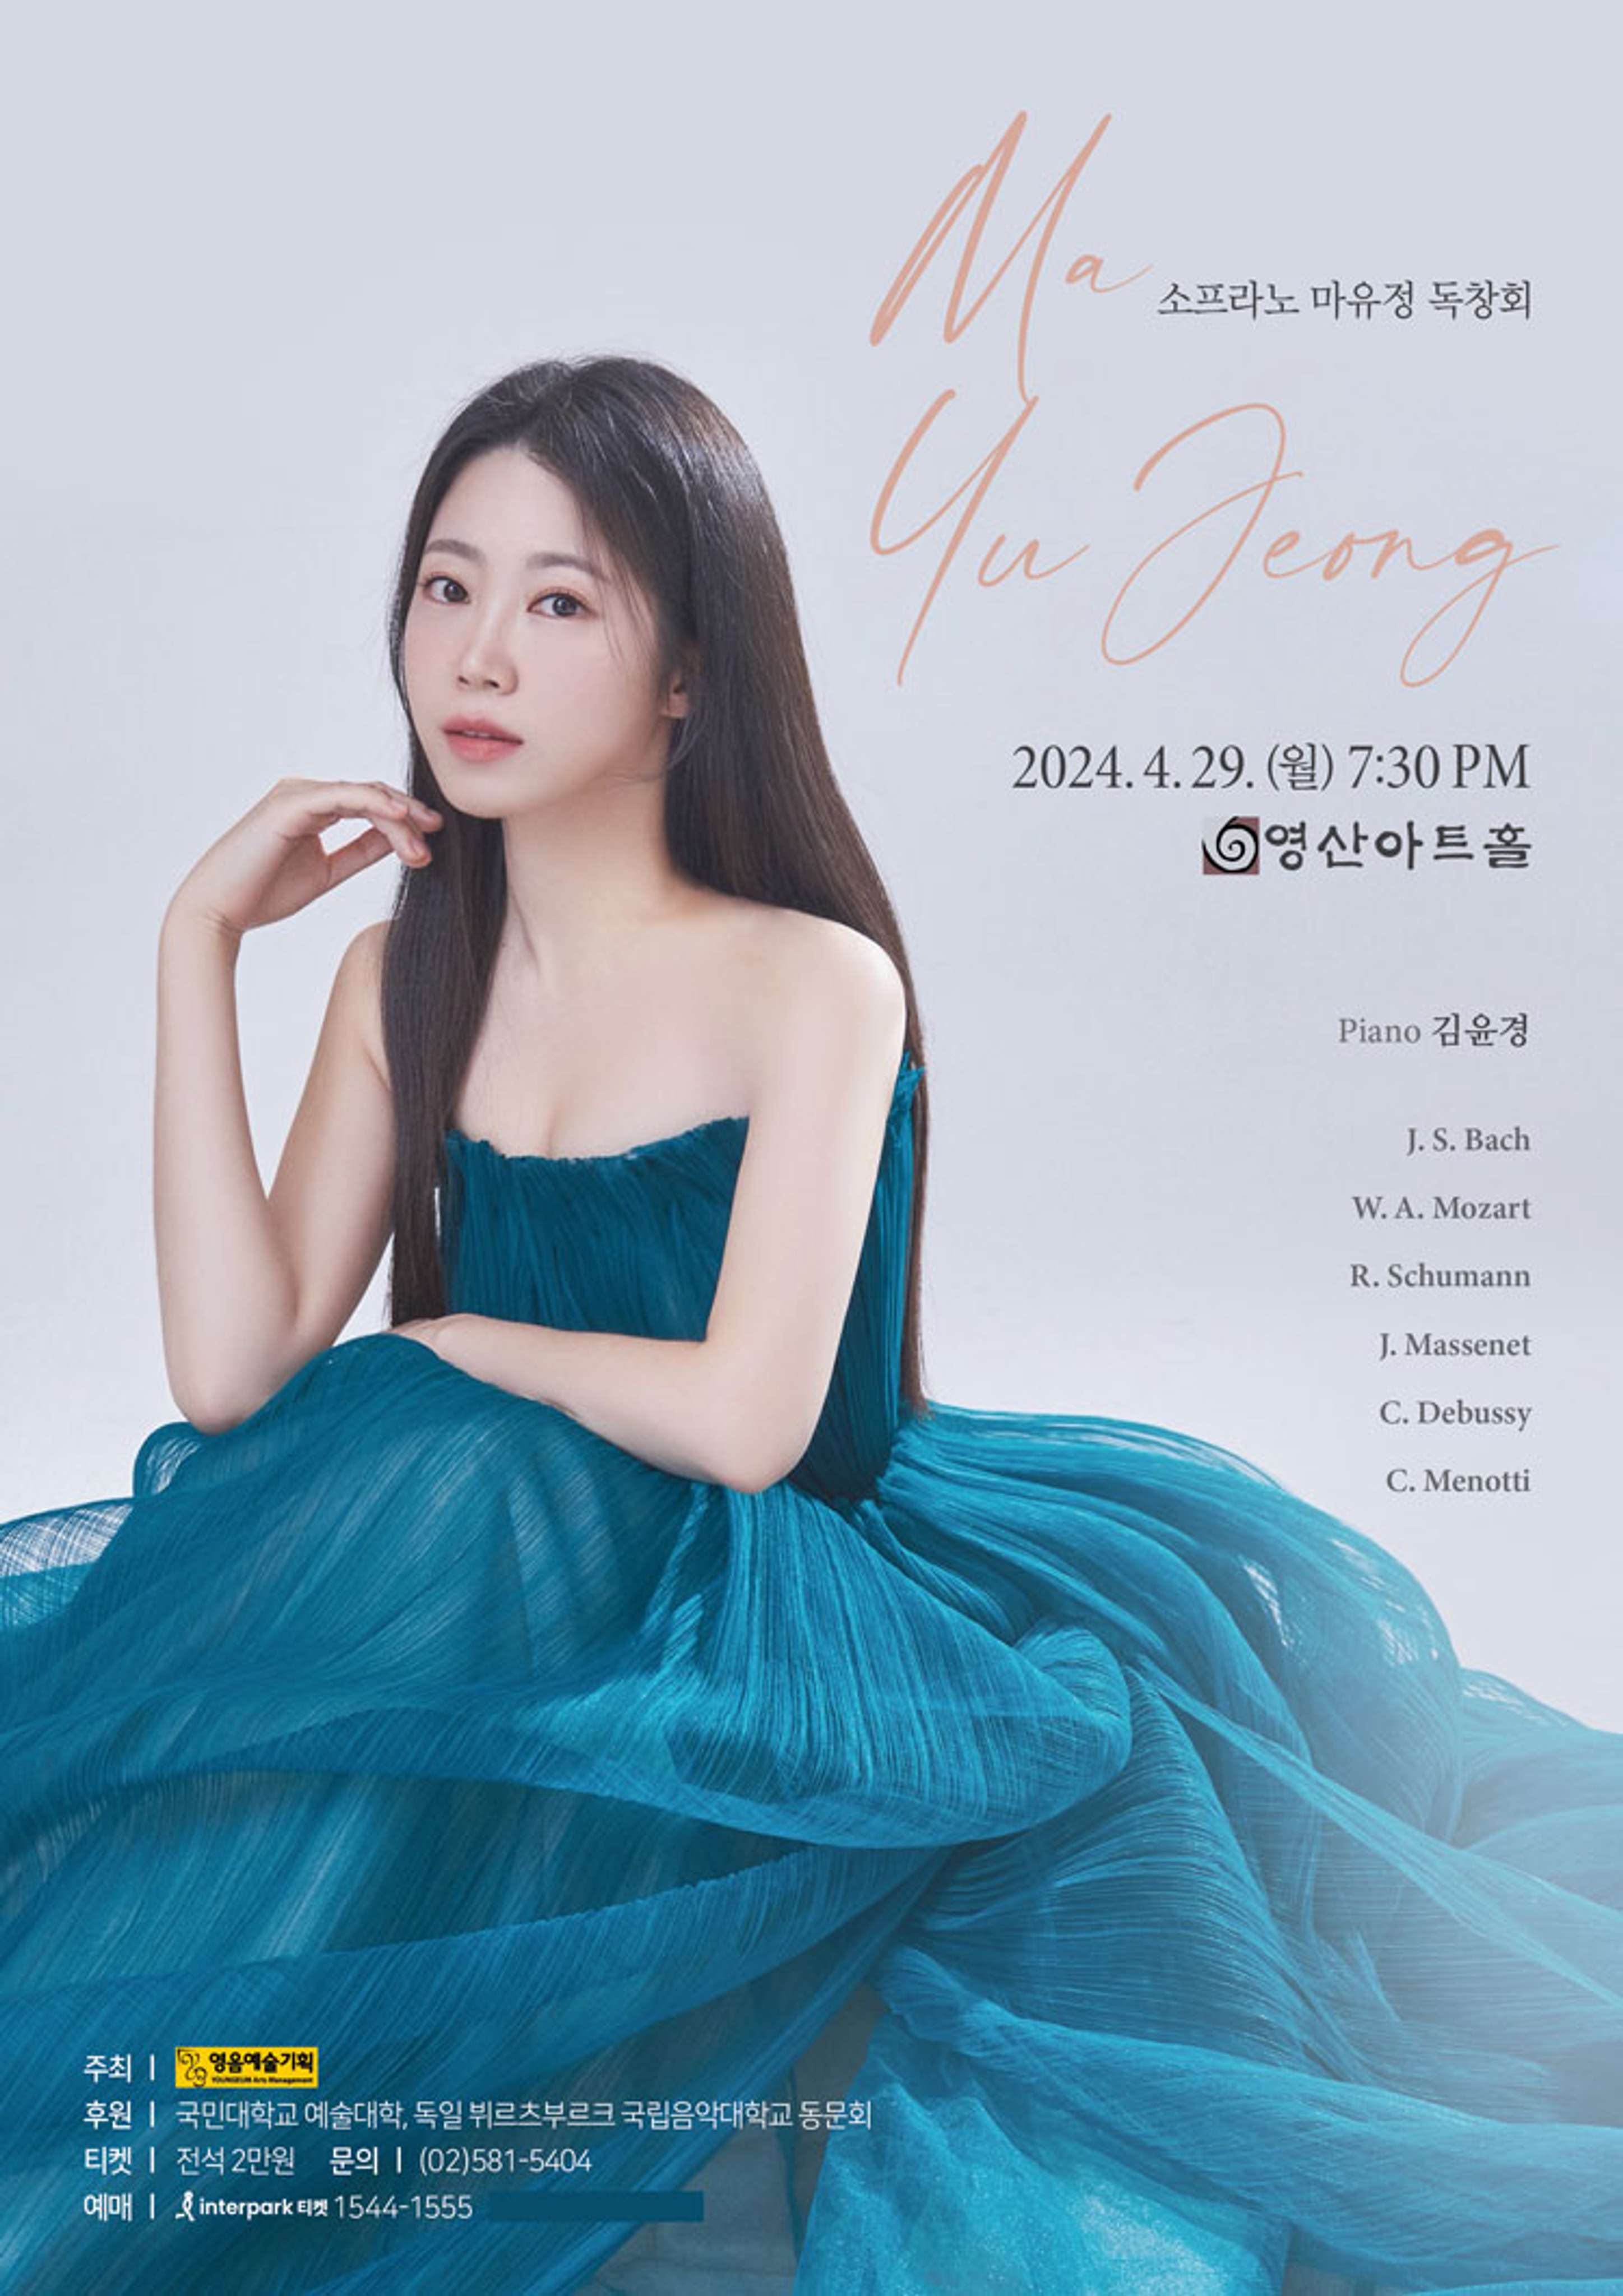 Ma
소프라노 마유정 독창회
Yu Jeong
2024. 4. 29. (월) 7:30 PM
영산아트홀
Piano 김윤경
J. S. Bach
W. A. Mozart
R. Schumann
J. Massenet
C. Debussy
C. Menotti
주최 | 영음예술기획
YOUNGEUM Arts Management
후원 | 국민대학교 예술대학, 독일 뷔르츠부르크 국립음악대학교 동문회
티켓 | 전석 2만원 문의 | (02)581-5404
예매 | interpark 티켓 1544-1555